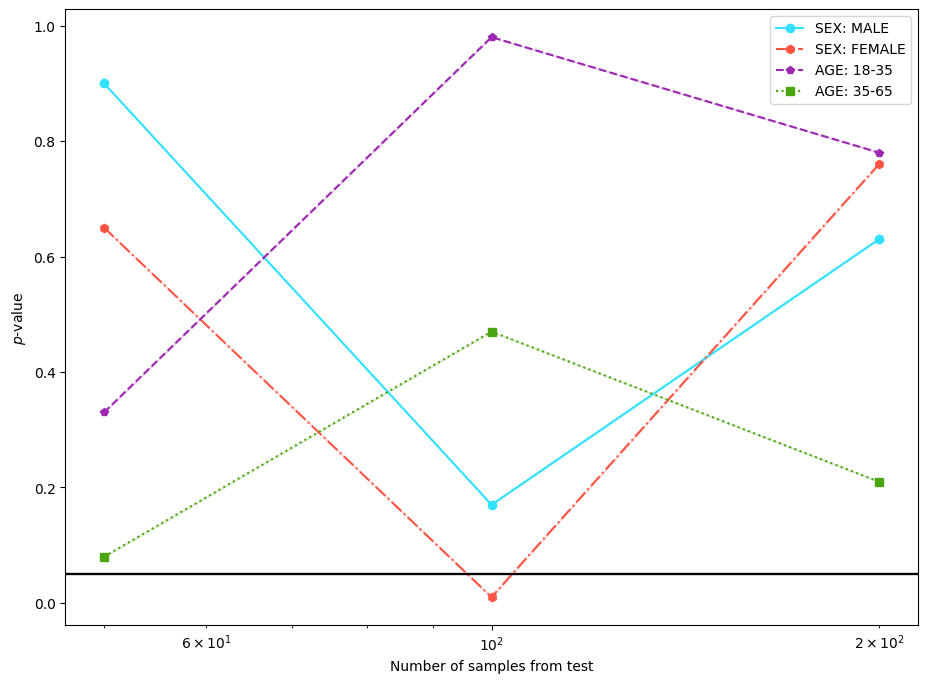 1.0
0.8
0.6
0.4
0.2
0.0
p-value
6 × 10¹
10²
2 × 10²
Number of samples from test
SEX: MALE
SEX: FEMALE
AGE: 18-35
AGE: 35-65